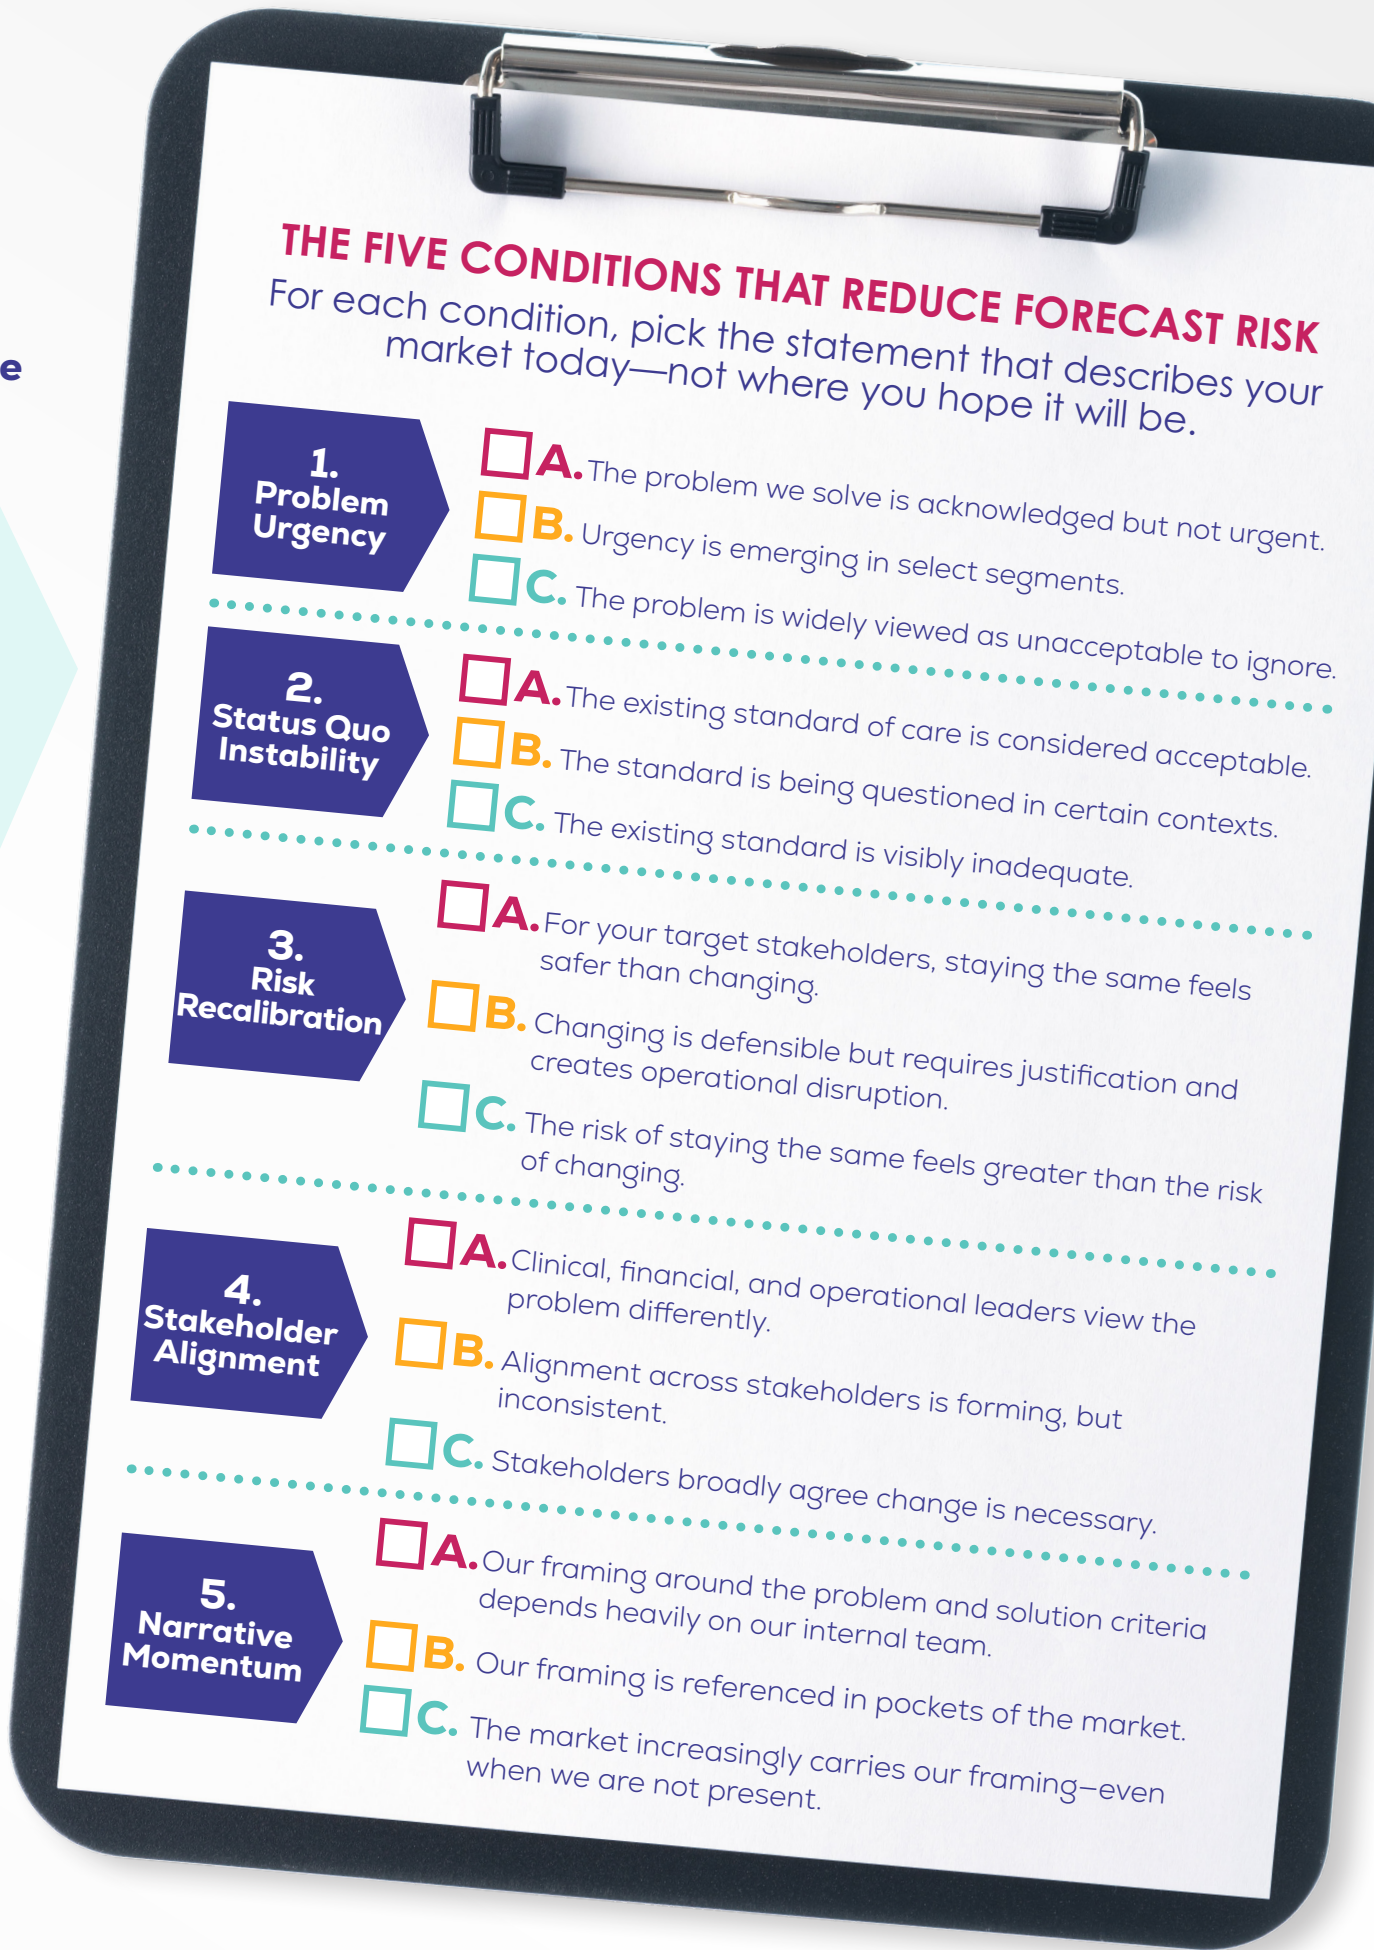 e
THE FIVE CONDITIONS THAT REDUCE FORECAST RISK
For each condition, pick the statement that describes your
market today—not where you hope it will be.
1.
Problem
Urgency
A. The problem we solve is acknowledged but not urgent.
B. Urgency is emerging in select segments.
C. The problem is widely viewed as unacceptable to ignore.
2.
Status Quo
Instability
A. The existing standard of care is considered acceptable.
B. The standard is being questioned in certain contexts.
C. The existing standard is visibly inadequate.
3.
Risk
Recalibration
A. For your target stakeholders, staying the same feels
safer than changing.
B. Changing is defensible but requires justification and
creates operational disruption.
C. The risk of staying the same feels greater than the risk
of changing.
4.
Stakeholder
Alignment
A. Clinical, financial, and operational leaders view the
problem differently.
B. Alignment across stakeholders is forming, but
inconsistent.
C. Stakeholders broadly agree change is necessary.
5.
Narrative
Momentum
A. Our framing around the problem and solution criteria
depends heavily on our internal team.
B. Our framing is referenced in pockets of the market.
C. The market increasingly carries our framing—even
when we are not present.